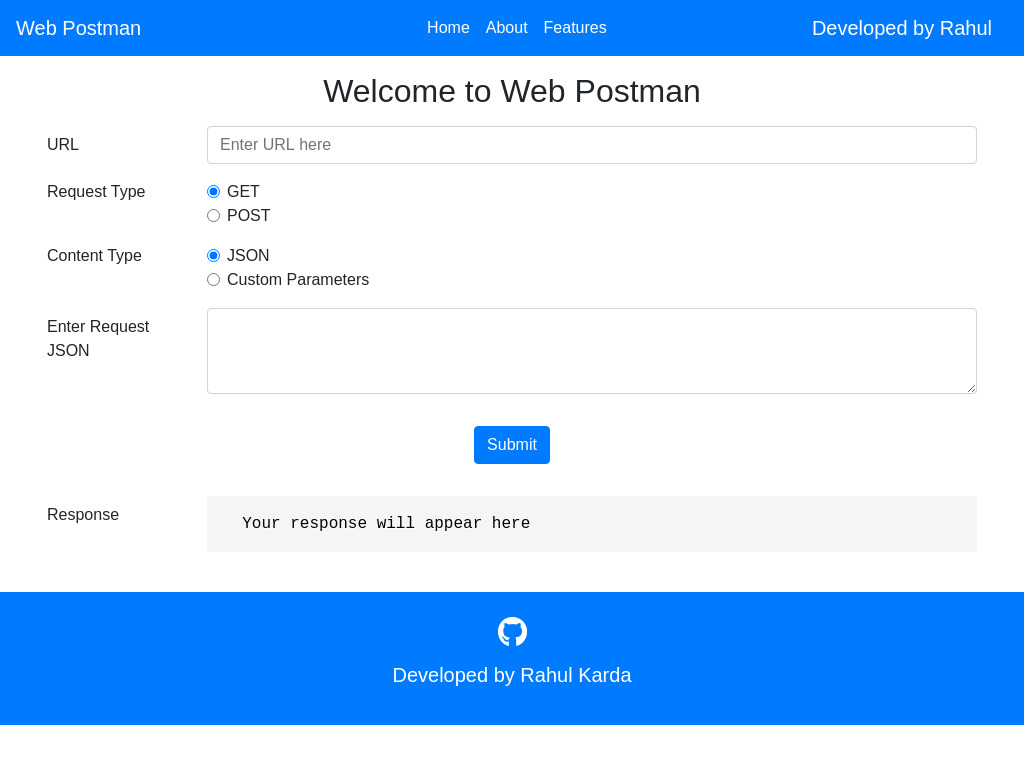 Web Postman
Home About Features
Developed by Rahul
Welcome to Web Postman
URL
Enter URL here
Request Type
GET
POST
Content Type
JSON
Custom Parameters
Enter Request
JSON
Submit
Response
Your response will appear here
Developed by Rahul Karda